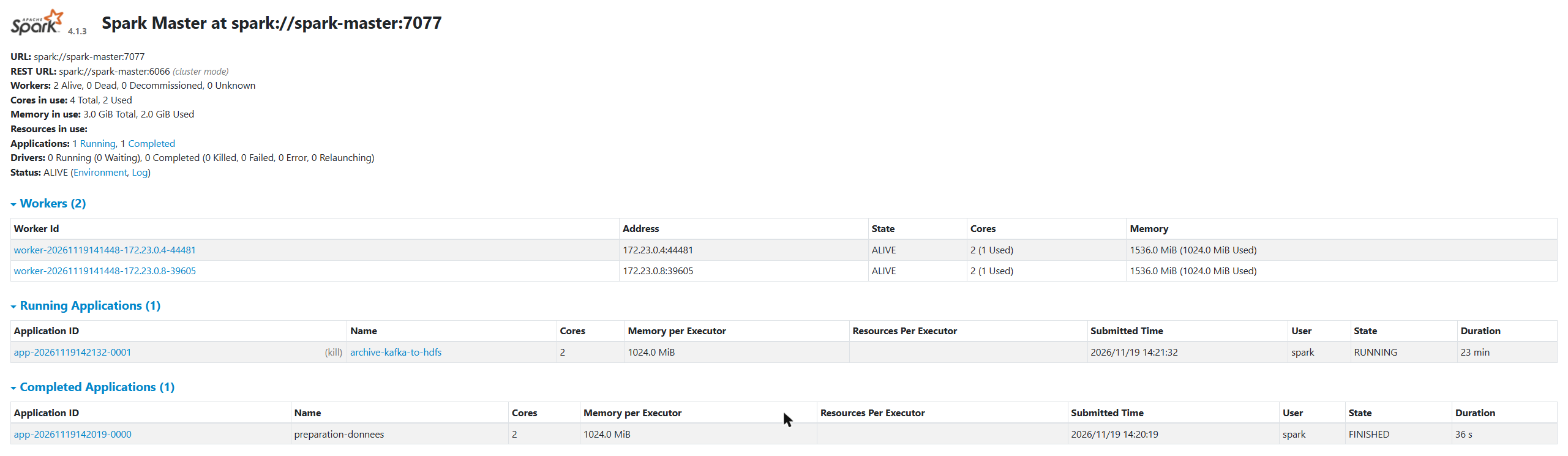 APACHE Spark 4.1.3 Spark Master at spark://spark-master:7077
URL: spark://spark-master:7077
REST URL: spark://spark-master:6066 (cluster mode)
Workers: 2 Alive, 0 Dead, 0 Decommissioned, 0 Unknown
Cores in use: 4 Total, 2 Used
Memory in use: 3.0 GiB Total, 2.0 GiB Used
Resources in use:
Applications: 1 Running, 1 Completed
Drivers: 0 Running (0 Waiting), 0 Completed (0 Killed, 0 Failed, 0 Error, 0 Relaunching)
Status: ALIVE (Environment, Log)
Workers (2)
Worker Id Address State Cores Memory
worker-20261119141448-172.23.0.4-44481 172.23.0.4:44481 ALIVE 2 (1 Used) 1536.0 MiB (1024.0 MiB Used)
worker-20261119141448-172.23.0.8-39605 172.23.0.8:39605 ALIVE 2 (1 Used) 1536.0 MiB (1024.0 MiB Used)
Running Applications (1)
Application ID Name Cores Memory per Executor Resources Per Executor Submitted Time User State Duration
app-20261119142132-0001 (kill) archive-kafka-to-hdfs 2 1024.0 MiB 2026/11/19 14:21:32 spark RUNNING 23 min
Completed Applications (1)
Application ID Name Cores Memory per Executor Resources Per Executor Submitted Time User State Duration
app-20261119142019-0000 preparation-donnees 2 1024.0 MiB 2026/11/19 14:20:19 spark FINISHED 36 s